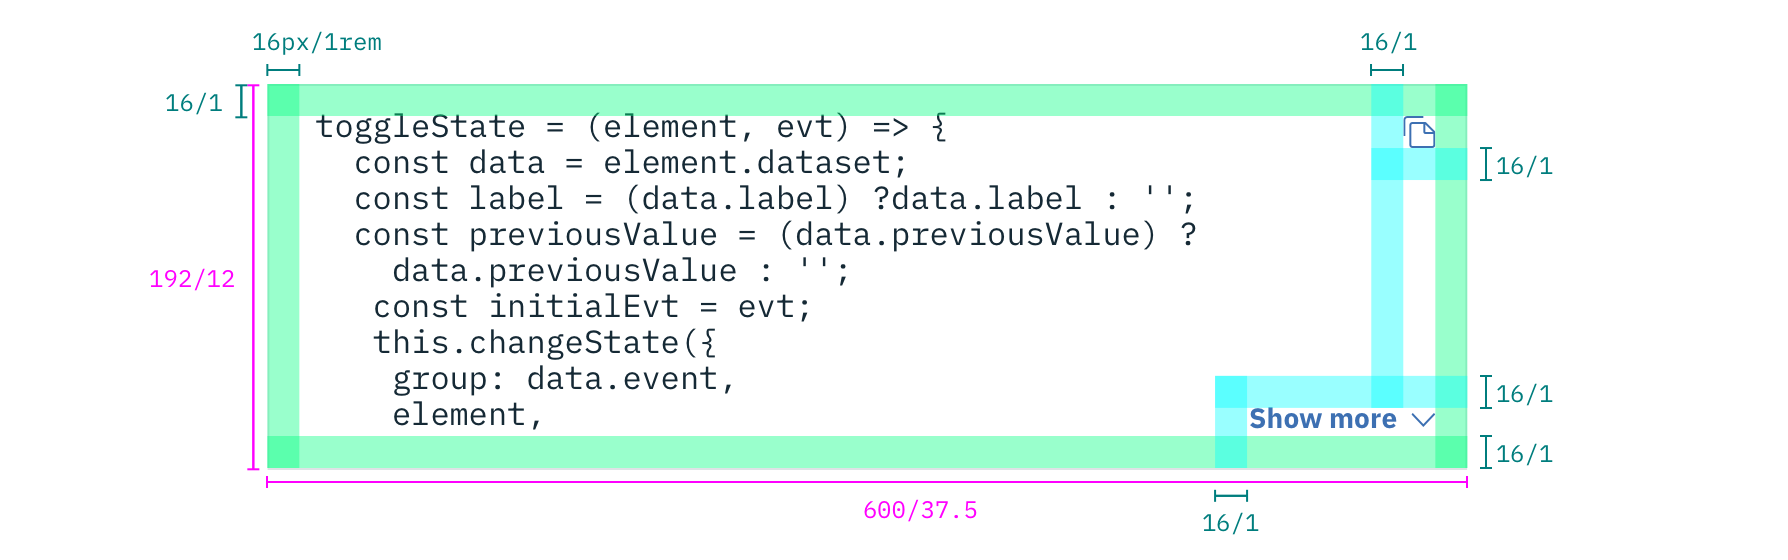 16px/1rem
16/1
16/1
toggleState = (element, evt) => {
const data = element.dataset;
16/1
const label = (data.label) ?data.label : '';
const previousValue = (data.previousValue) ?
data.previousValue : '';
192/12
const initialEvt = evt;
this.changeState({
group: data.event,
16/1
element,
Show more
16/1
600/37.5
16/1